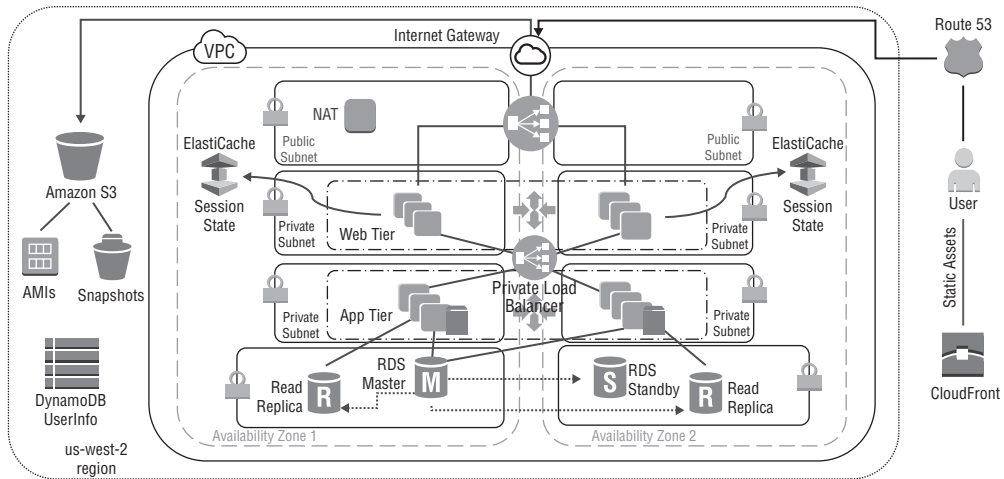 Internet Gateway
Route 53
VPC
NAT
Public
Subnet
Public
Subnet
ElastiCache
Session
State
ElastiCache
Session
State
Amazon S3
AMIs
Snapshots
User
Web Tier
Private
Subnet
Private
Subnet
Private Load
Balancer
App Tier
Private
Subnet
Private
Subnet
Static Assets
DynamoDB
UserInfo
Read
Replica
R
RDS
Master
M
S
RDS
Standby
R
Read
Replica
CloudFront
Availability Zone 1
Availability Zone 2
us-west-2
region